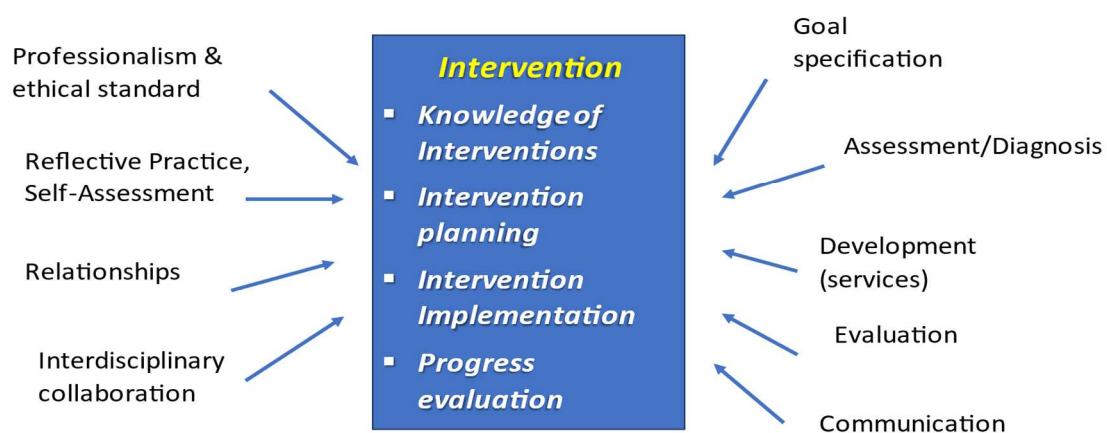 Professionalism &
ethical standard
Reflective Practice,
Self-Assessment
Relationships
Interdisciplinary
collaboration
Intervention
▪ Knowledge of
Interventions
▪ Intervention
planning
▪ Intervention
Implementation
▪ Progress
evaluation
Goal
specification
Assessment/Diagnosis
Development
(services)
Evaluation
Communication